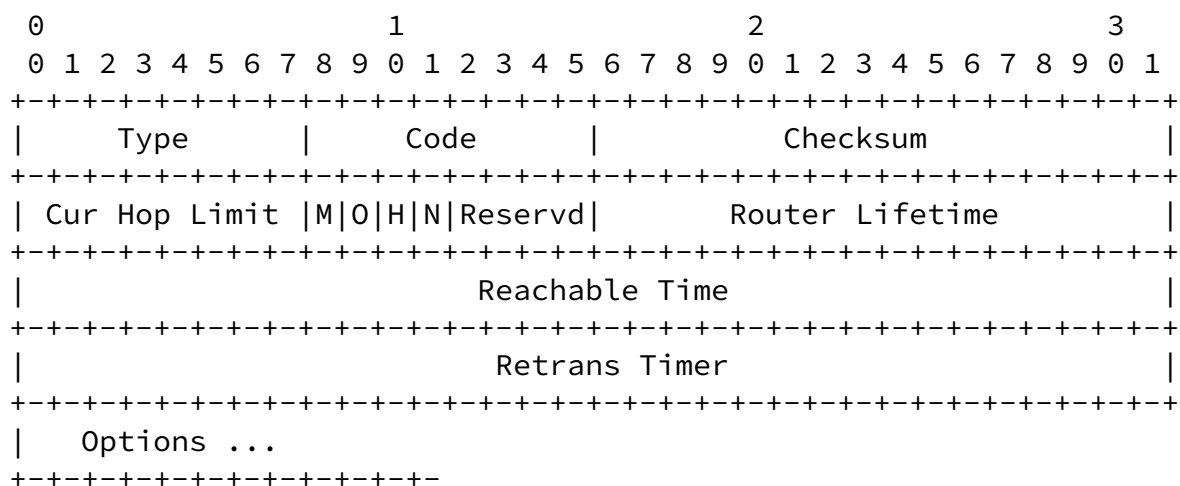 0                   1                   2                   3
 0 1 2 3 4 5 6 7 8 9 0 1 2 3 4 5 6 7 8 9 0 1 2 3 4 5 6 7 8 9 0 1
+-+-+-+-+-+-+-+-+-+-+-+-+-+-+-+-+-+-+-+-+-+-+-+-+-+-+-+-+-+-+-+-+
|     Type      |     Code      |          Checksum             |
+-+-+-+-+-+-+-+-+-+-+-+-+-+-+-+-+-+-+-+-+-+-+-+-+-+-+-+-+-+-+-+-+
| Cur Hop Limit |M|O|H|N|Reservd|       Router Lifetime         |
+-+-+-+-+-+-+-+-+-+-+-+-+-+-+-+-+-+-+-+-+-+-+-+-+-+-+-+-+-+-+-+-+
|                         Reachable Time                        |
+-+-+-+-+-+-+-+-+-+-+-+-+-+-+-+-+-+-+-+-+-+-+-+-+-+-+-+-+-+-+-+-+
|                          Retrans Timer                        |
+-+-+-+-+-+-+-+-+-+-+-+-+-+-+-+-+-+-+-+-+-+-+-+-+-+-+-+-+-+-+-+-+
|   Options ...
+-+-+-+-+-+-+-+-+-+-+-+-